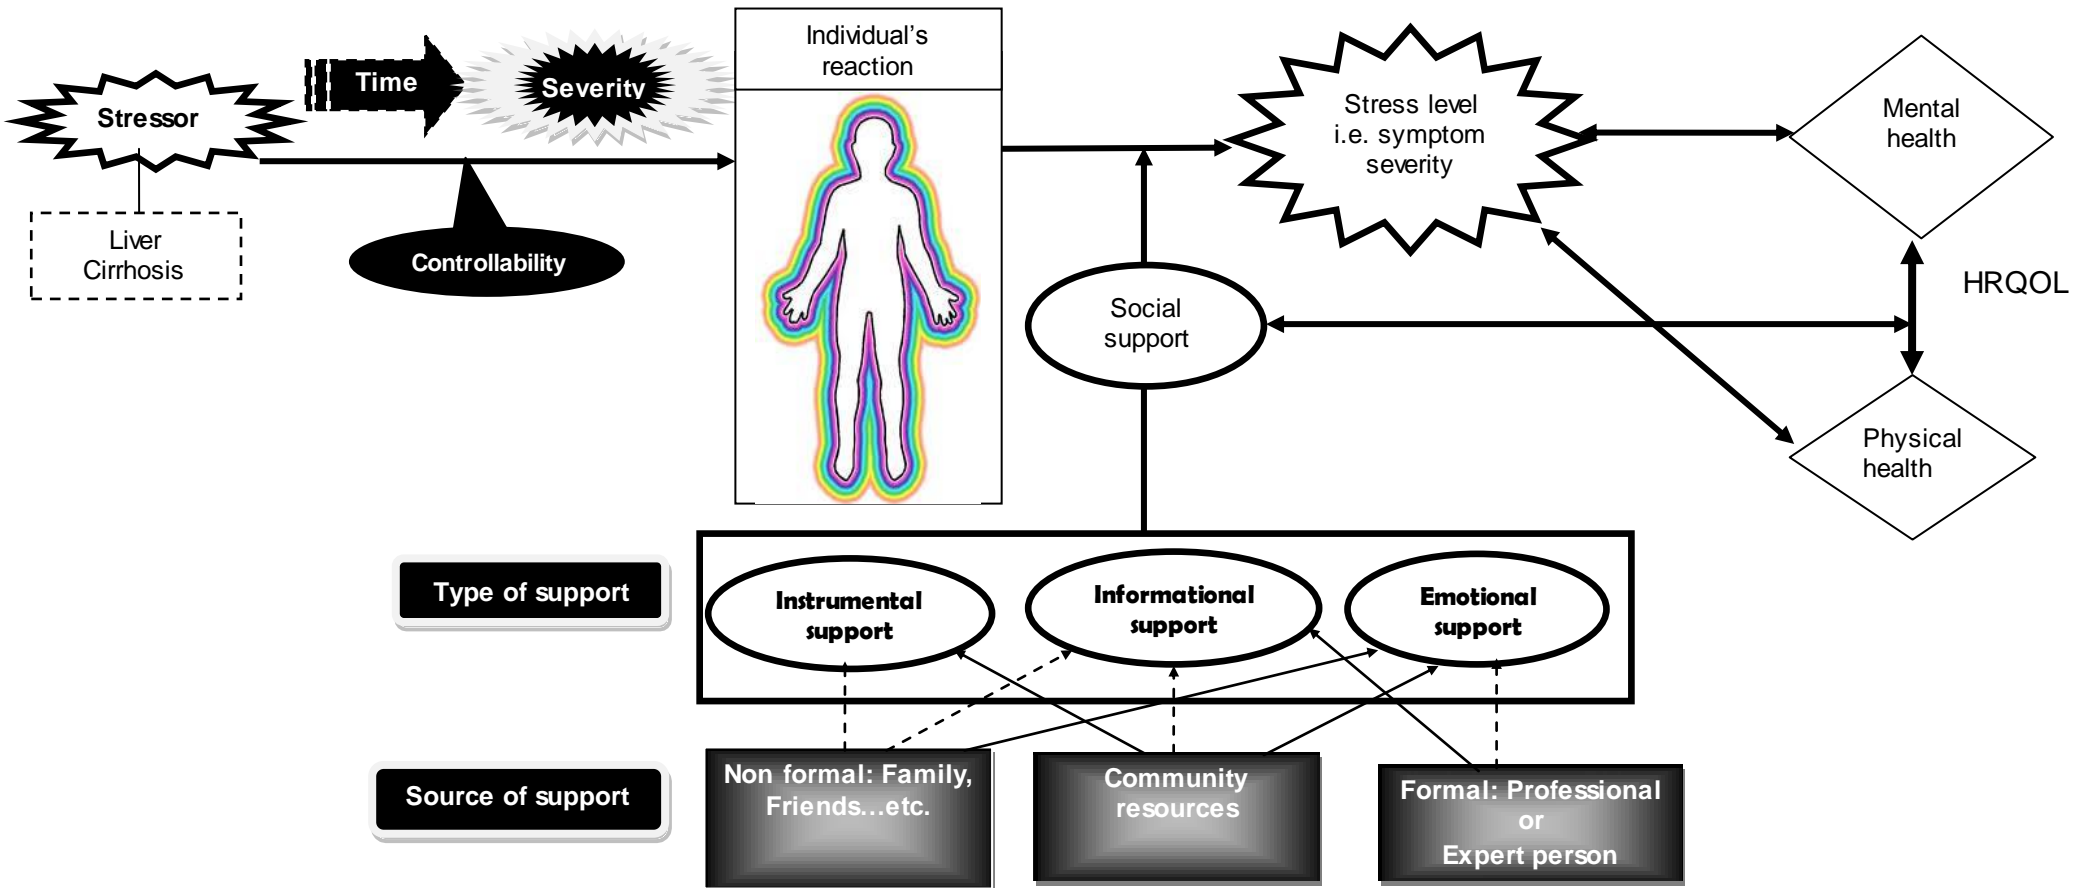 Stressor
Liver
Cirrhosis
Time
Severity
Controllability
Individual's
reaction
Stress level
i.e. symptom
severity
Mental
health
HRQOL
Social
support
Physical
health
Type of support
Instrumental
support
Informational
support
Emotional
support
Source of support
Non formal: Family,
Friends...etc.
Community
resources
Formal: Professional
or
Expert person